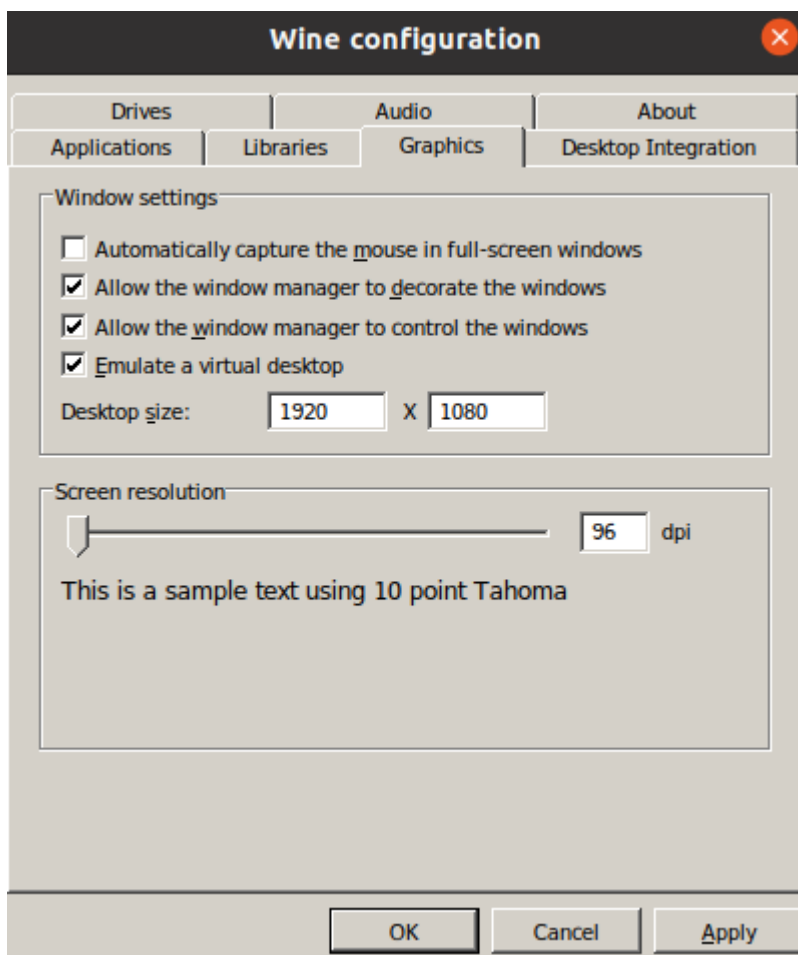 Wine configuration
Drives Audio About
Applications Libraries Graphics Desktop Integration
Window settings
Automatically capture the mouse in full-screen windows
Allow the window manager to decorate the windows
Allow the window manager to control the windows
Emulate a virtual desktop
Desktop size: 1920 X 1080
Screen resolution
96 dpi
This is a sample text using 10 point Tahoma
OK Cancel Apply